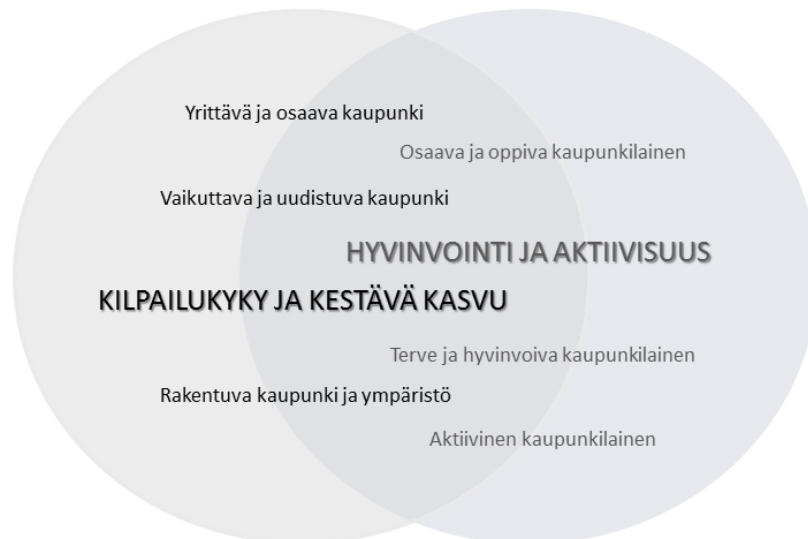 Yrittävä ja osaava kaupunki
Osaava ja oppiva kaupunkilainen
Vaikuttava ja uudistuva kaupunki
HYVINVOINTI JA AKTIIVISUUS
KILPAILUKYKY JA KESTÄVÄ KASVU
Terve ja hyvinvoiva kaupunkilainen
Rakentuva kaupunki ja ympäristö
Aktiivinen kaupunkilainen